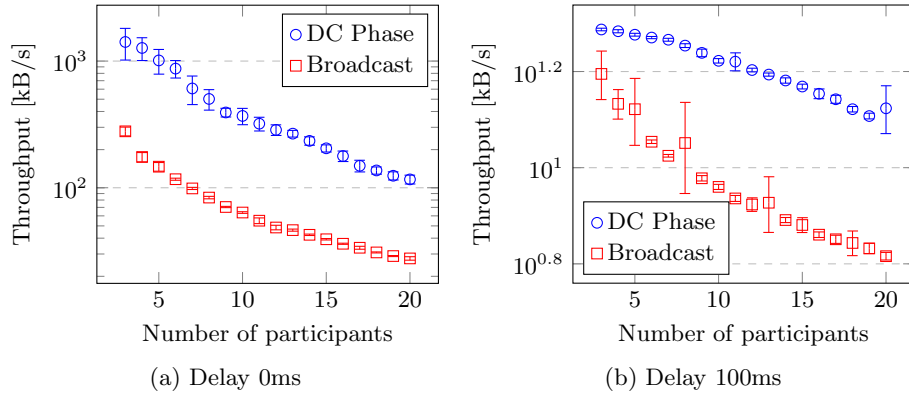 Throughput [kB/s]
10^3
10^2
DC Phase
Broadcast
5 10 15 20
Number of participants
(a) Delay 0ms
Throughput [kB/s]
10^1.2
10^1
10^0.8
DC Phase
Broadcast
5 10 15 20
Number of participants
(b) Delay 100ms